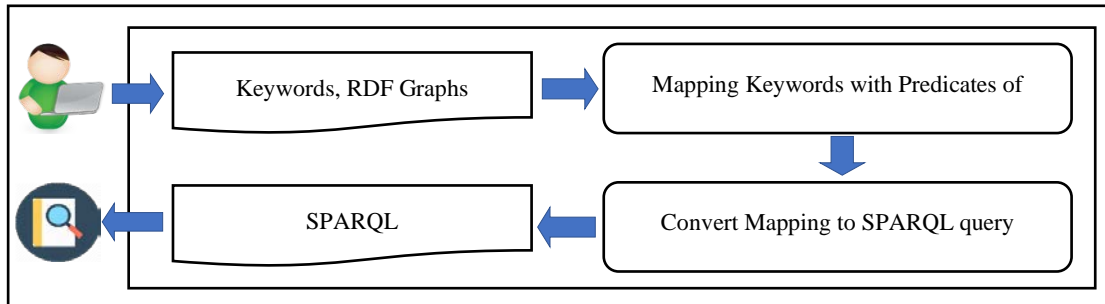 Keywords, RDF Graphs
Mapping Keywords with Predicates of
SPARQL
Convert Mapping to SPARQL query